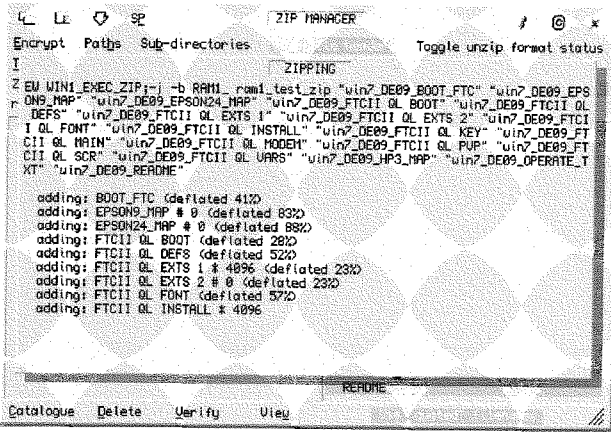 SP ZIP MANAGER
Encrypt Paths Sub-directories Toggle unzip format status
ZIPPING
EW WIN1_EXEC_ZIP;-j -b RAM1_ ram1_test_zip "win7_DE09_BOOT_FTC" "win7_DE09_EPS
ON9_MAP" "win7_DE09_EPSON24_MAP" "win7_DE09_FTCII QL BOOT" "win7_DE09_FTCII QL
DEFS" "win7_DE09_FTCII QL EXTS 1" "win7_DE09_FTCII QL EXTS 2" "win7_DE09_FTCI
I QL FONT" "win7_DE09_FTCII QL INSTALL" "win7_DE09_FTCII QL KEY" "win7_DE09_FT
CII QL MAIN" "win7_DE09_FTCII QL MODEM" "win7_DE09_FTCII QL PVP" "win7_DE09_FT
CII QL SCR" "win7_DE09_FTCII QL VARS" "win7_DE09_HP3_MAP" "win7_DE09_OPERATE_T
XT" "win7_DE09_README"
adding: BOOT_FTC (deflated 41%)
adding: EPSON9_MAP # 0 (deflated 83%)
adding: EPSON24_MAP # 0 (deflated 88%)
adding: FTCII QL BOOT (deflated 28%)
adding: FTCII QL DEFS (deflated 52%)
adding: FTCII QL EXTS 1 * 4096 (deflated 23%)
adding: FTCII QL EXTS 2 # 0 (deflated 23%)
adding: FTCII QL FONT (deflated 57%)
adding: FTCII QL INSTALL * 4096
README
Catalogue Delete Verify View